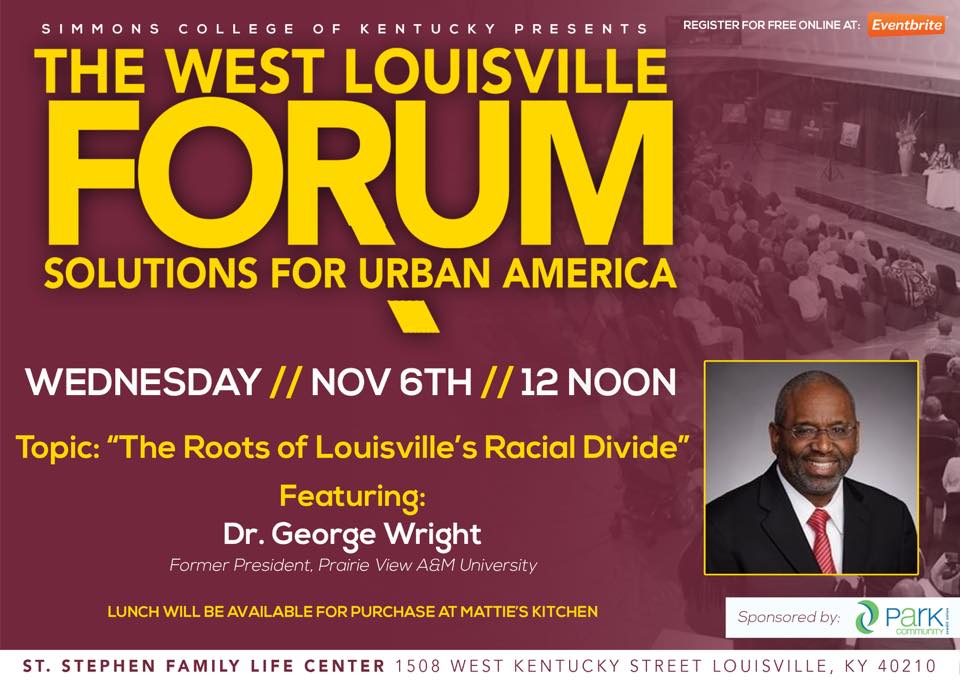 SIMMONS COLLEGE OF KENTUCKY PRESENTS
REGISTER FOR FREE ONLINE AT: Eventbrite
THE WEST LOUISVILLE
FORUM
SOLUTIONS FOR URBAN AMERICA
WEDNESDAY // NOV 6TH // 12 NOON
Topic: “The Roots of Louisville’s Racial Divide”
Featuring:
Dr. George Wright
Former President, Prairie View A&M University
LUNCH WILL BE AVAILABLE FOR PURCHASE AT MATTIE'S KITCHEN
Sponsored by: Park
COMMUNITY
ST. STEPHEN FAMILY LIFE CENTER 1508 WEST KENTUCKY STREET LOUISVILLE, KY 40210